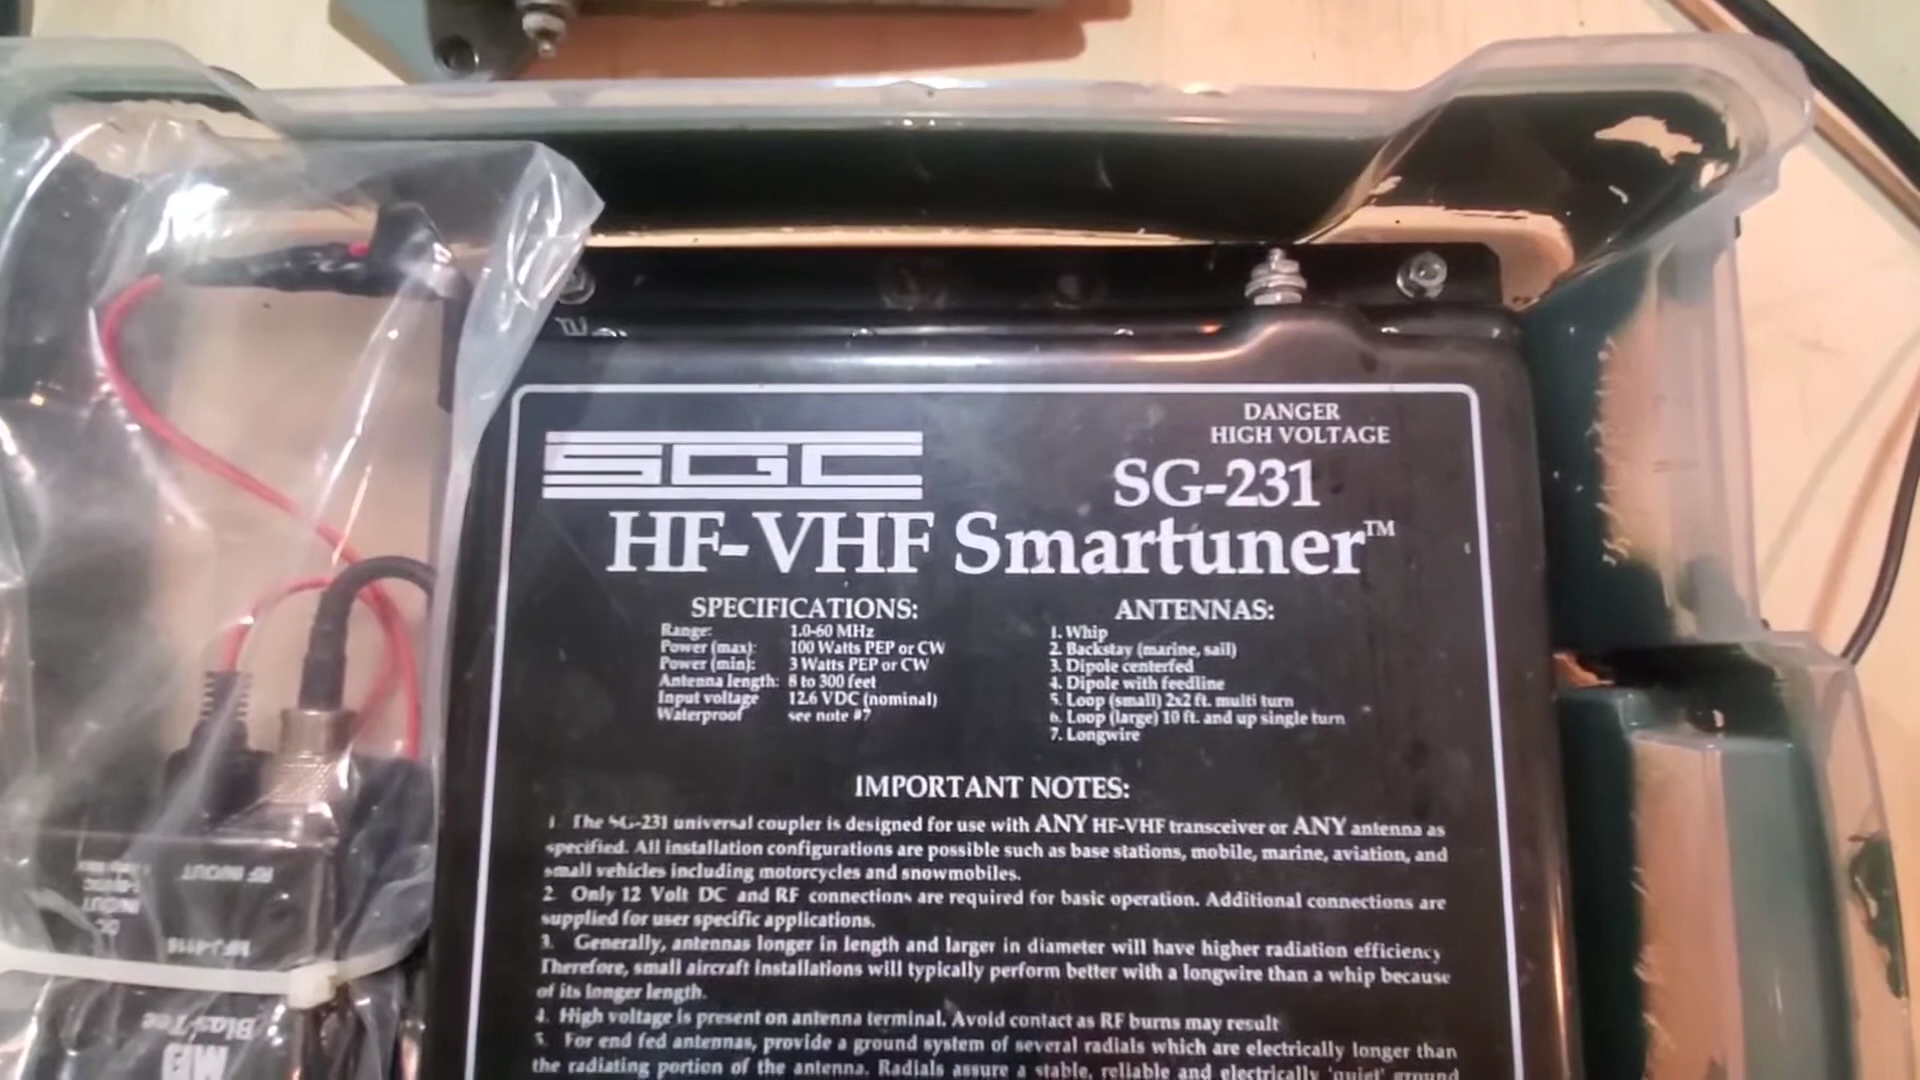 DANGER
HIGH VOLTAGE
SGC
SG-231
HF-VHF Smartuner™
SPECIFICATIONS:
Range: 1.0-60 MHz
Power (max): 100 Watts PEP or CW
Power (min): 3 Watts PEP or CW
Antenna length: 8 to 300 feet
Input voltage 12.6 VDC (nominal)
Waterproof see note #7
ANTENNAS:
1. Whip
2. Backstay (marine, sail)
3. Dipole centerfed
4. Dipole with feedline
5. Loop (small) 2x2 ft. multi turn
6. Loop (large) 10 ft. and up single turn
7. Longwire
IMPORTANT NOTES:
1. The SG-231 universal coupler is designed for use with ANY HF-VHF transceiver or ANY antenna as
specified. All installation configurations are possible such as base stations, mobile, marine, aviation, and
small vehicles including motorcycles and snowmobiles.
2. Only 12 Volt DC and RF connections are required for basic operation. Additional connections are
supplied for user specific applications.
3. Generally, antennas longer in length and larger in diameter will have higher radiation efficiency
Therefore, small aircraft installations will typically perform better with a longwire than a whip because
of its longer length.
4. High voltage is present on antenna terminal. Avoid contact as RF burns may result
5. For end fed antennas, provide a ground system of several radials which are electrically longer than
the radiating portion of the antenna. Radials assure a stable, reliable and electrically 'quiet' ground
RF IN/OUT
DC
IN/OUT
Bias Tee